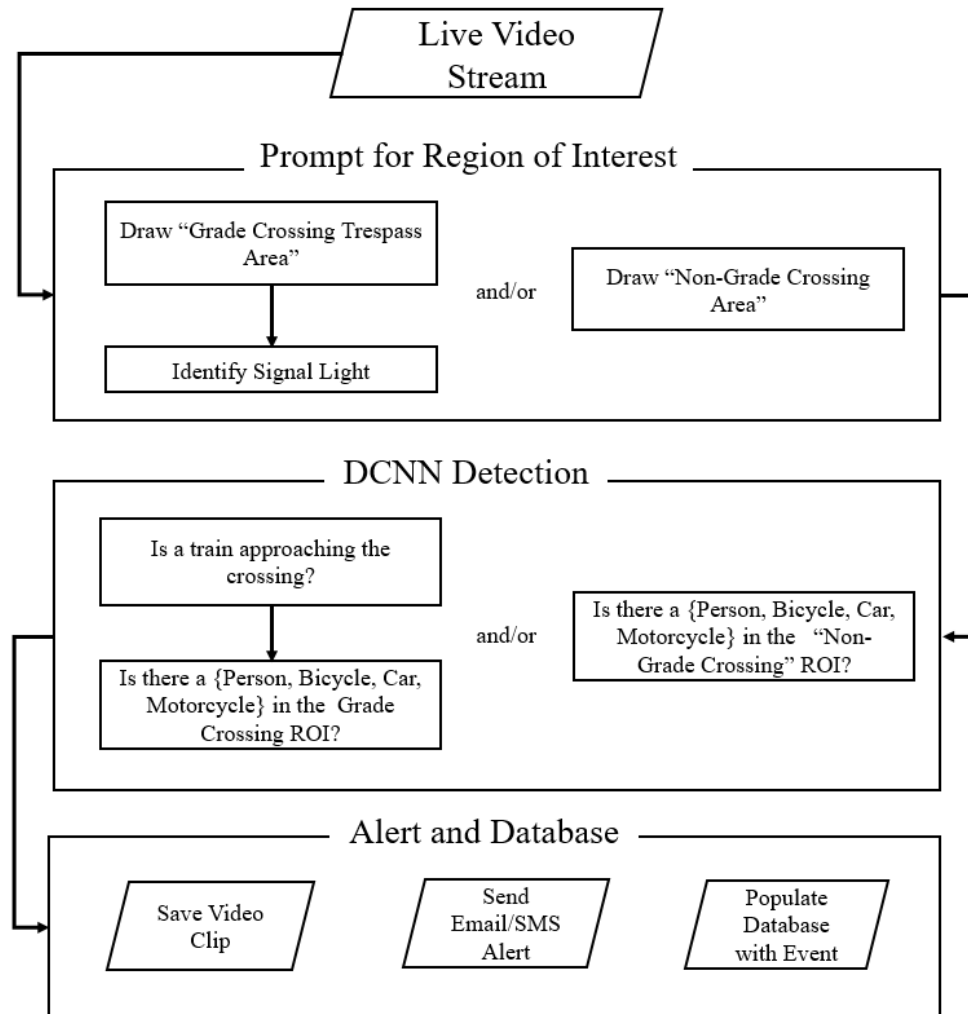 Live Video
Stream
Prompt for Region of Interest
Draw “Grade Crossing Trespass
Area”
Identify Signal Light
and/or
Draw “Non-Grade Crossing
Area”
DCNN Detection
Is a train approaching the
crossing?
Is there a {Person, Bicycle, Car,
Motorcycle} in the Grade
Crossing ROI?
and/or
Is there a {Person, Bicycle, Car,
Motorcycle} in the “Non-
Grade Crossing” ROI?
Alert and Database
Save Video
Clip
Send
Email/SMS
Alert
Populate
Database
with Event